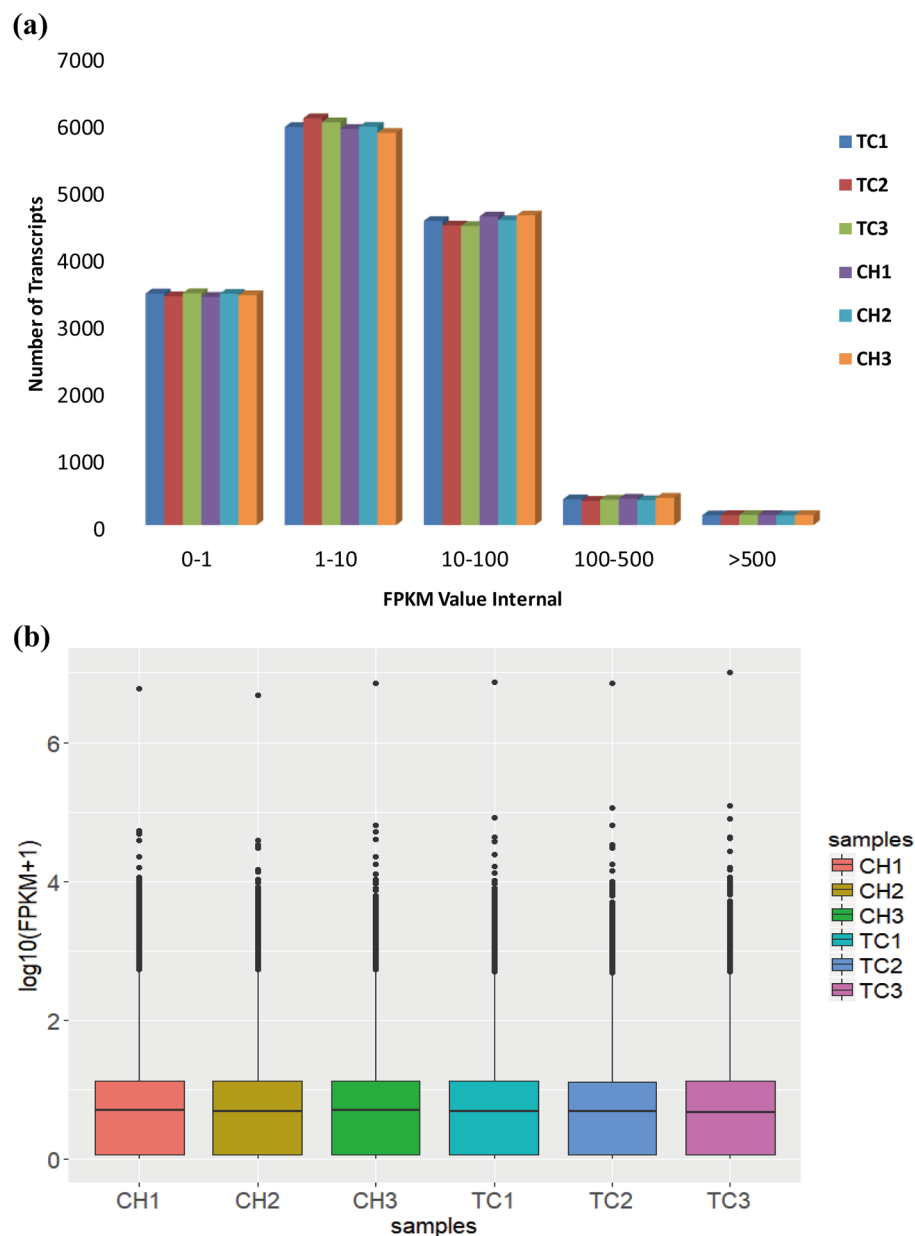 (a)
7000
6000
5000
4000
3000
2000
1000
0
Number of Transcripts
0-1
1-10
10-100
100-500
>500
FPKM Value Internal
TC1
TC2
TC3
CH1
CH2
CH3
(b)
6
4
2
0
log10(FPKM+1)
CH1
CH2
CH3
TC1
TC2
TC3
samples
samples
CH1
CH2
CH3
TC1
TC2
TC3